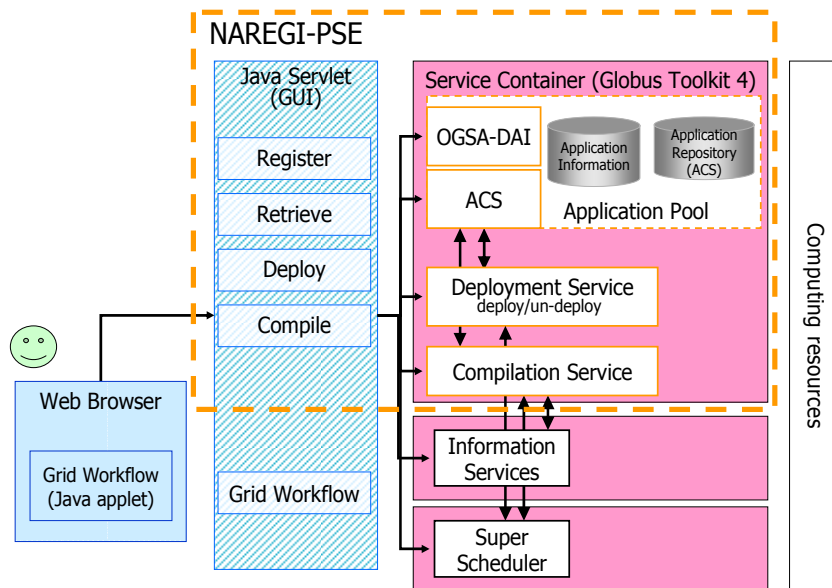 NAREGI-PSE
Java Servlet
(GUI)
Register
Retrieve
Deploy
Compile
Grid Workflow
Web Browser
Grid Workflow
(Java applet)
Service Container (Globus Toolkit 4)
OGSA-DAI
Application
Information
Application
Repository
(ACS)
ACS
Application Pool
Deployment Service
deploy/un-deploy
Compilation Service
Information
Services
Super
Scheduler
Computing resources